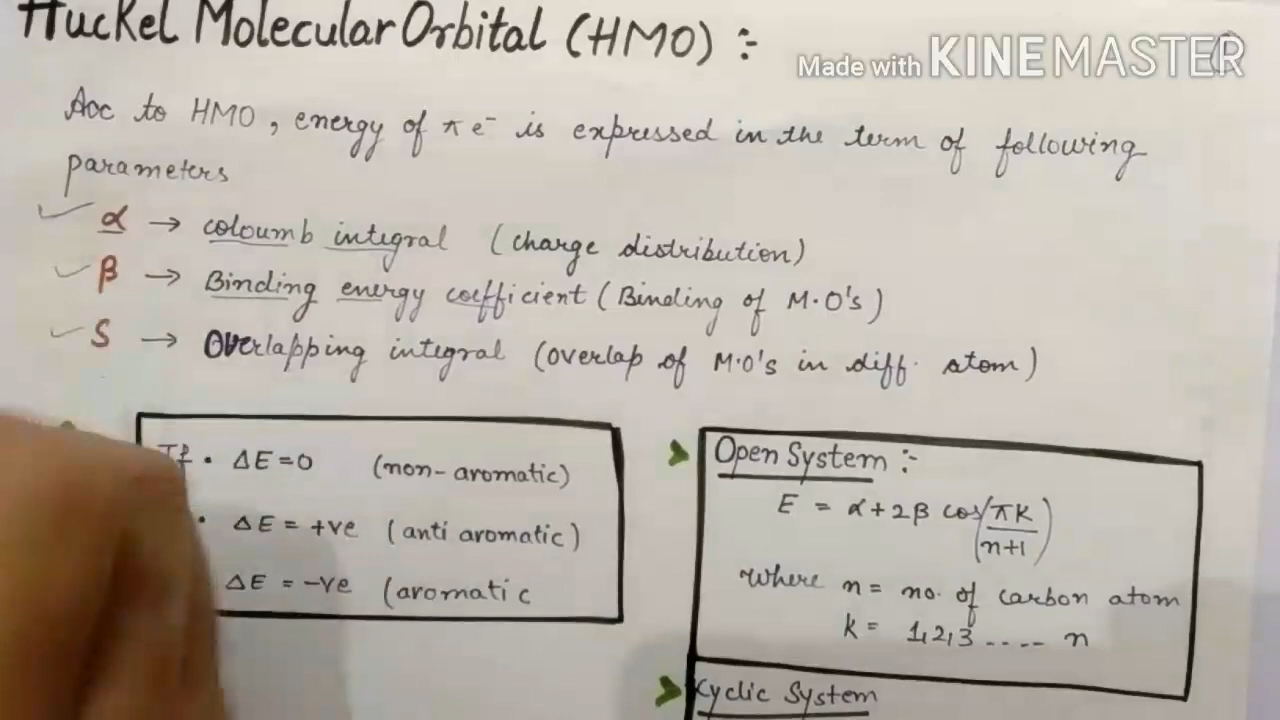 Huckel Molecular Orbital (HMO) :-
Made with KINEMASTER
Acc to HMO, energy of π e⁻ is expressed in the term of following
parameters
α → coloumb integral (charge distribution)
β → Binding energy coefficient (Binding of M.O's)
S → Overlapping integral (overlap of M.O's in diff. atom)
If • ΔE = 0 (non-aromatic)
• ΔE = +ve (anti aromatic)
ΔE = -ve (aromatic
Open System :-
E = α + 2β cos(πK/n+1)
where n = no. of carbon atom
k = 1,2,3 ---- n
Cyclic System